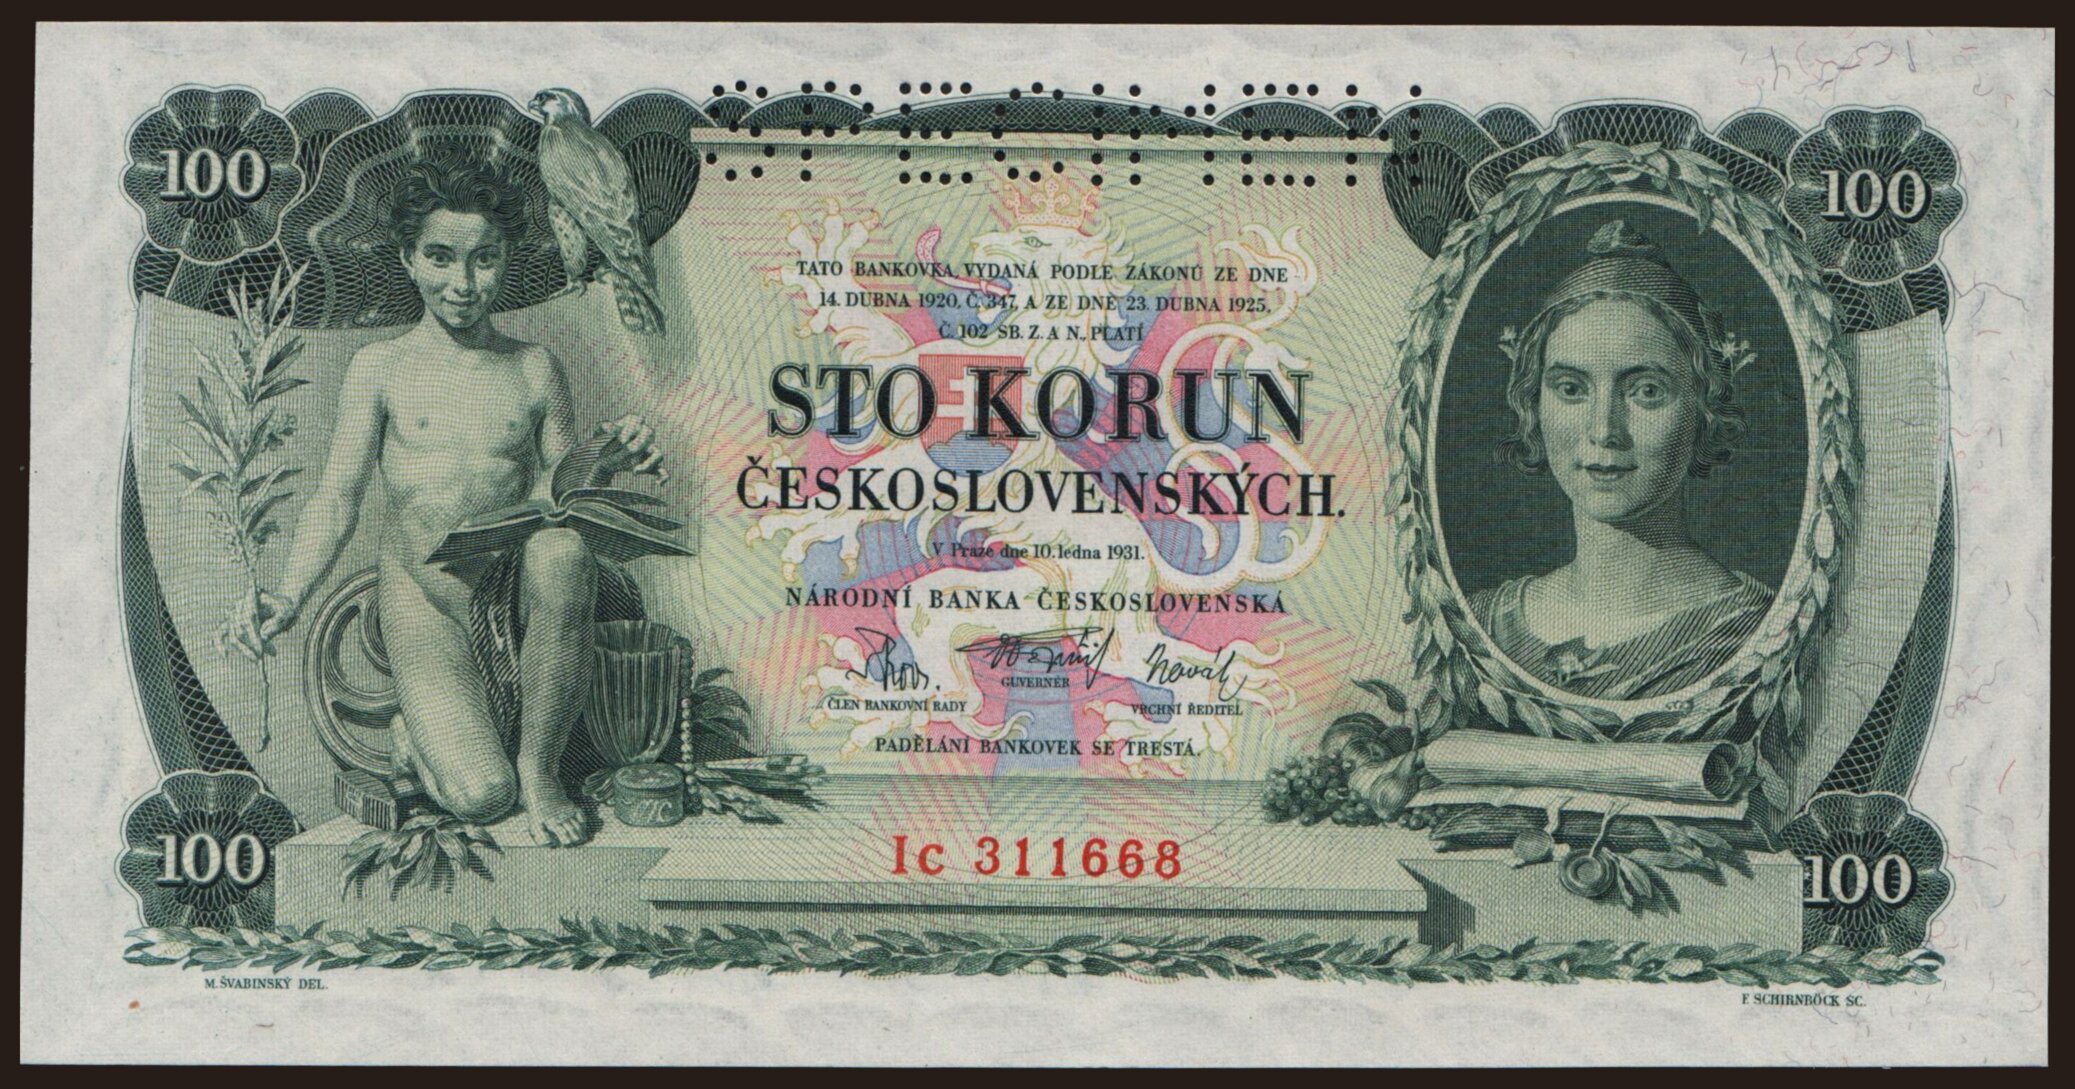 100
100
SPECIMEN
TATO BANKOVKA, VYDANÁ PODLE ZÁKONŮ ZE DNE
14. DUBNA 1920, Č. 347, A ZE DNE 23. DUBNA 1925,
Č. 102 SB. Z. A N., PLATÍ
STO KORUN
ČESKOSLOVENSKÝCH.
V Praze dne 10. ledna 1931.
NÁRODNÍ BANKA ČESKOSLOVENSKÁ
GUVERNÉR
ČLEN BANKOVNÍ RADY
VRCHNÍ ŘEDITEL
PADĚLÁNÍ BANKOVEK SE TRESTÁ.
Ic 311668
100
100
M. ŠVABINSKÝ DEL.
F. SCHIRNBÖCK SC.